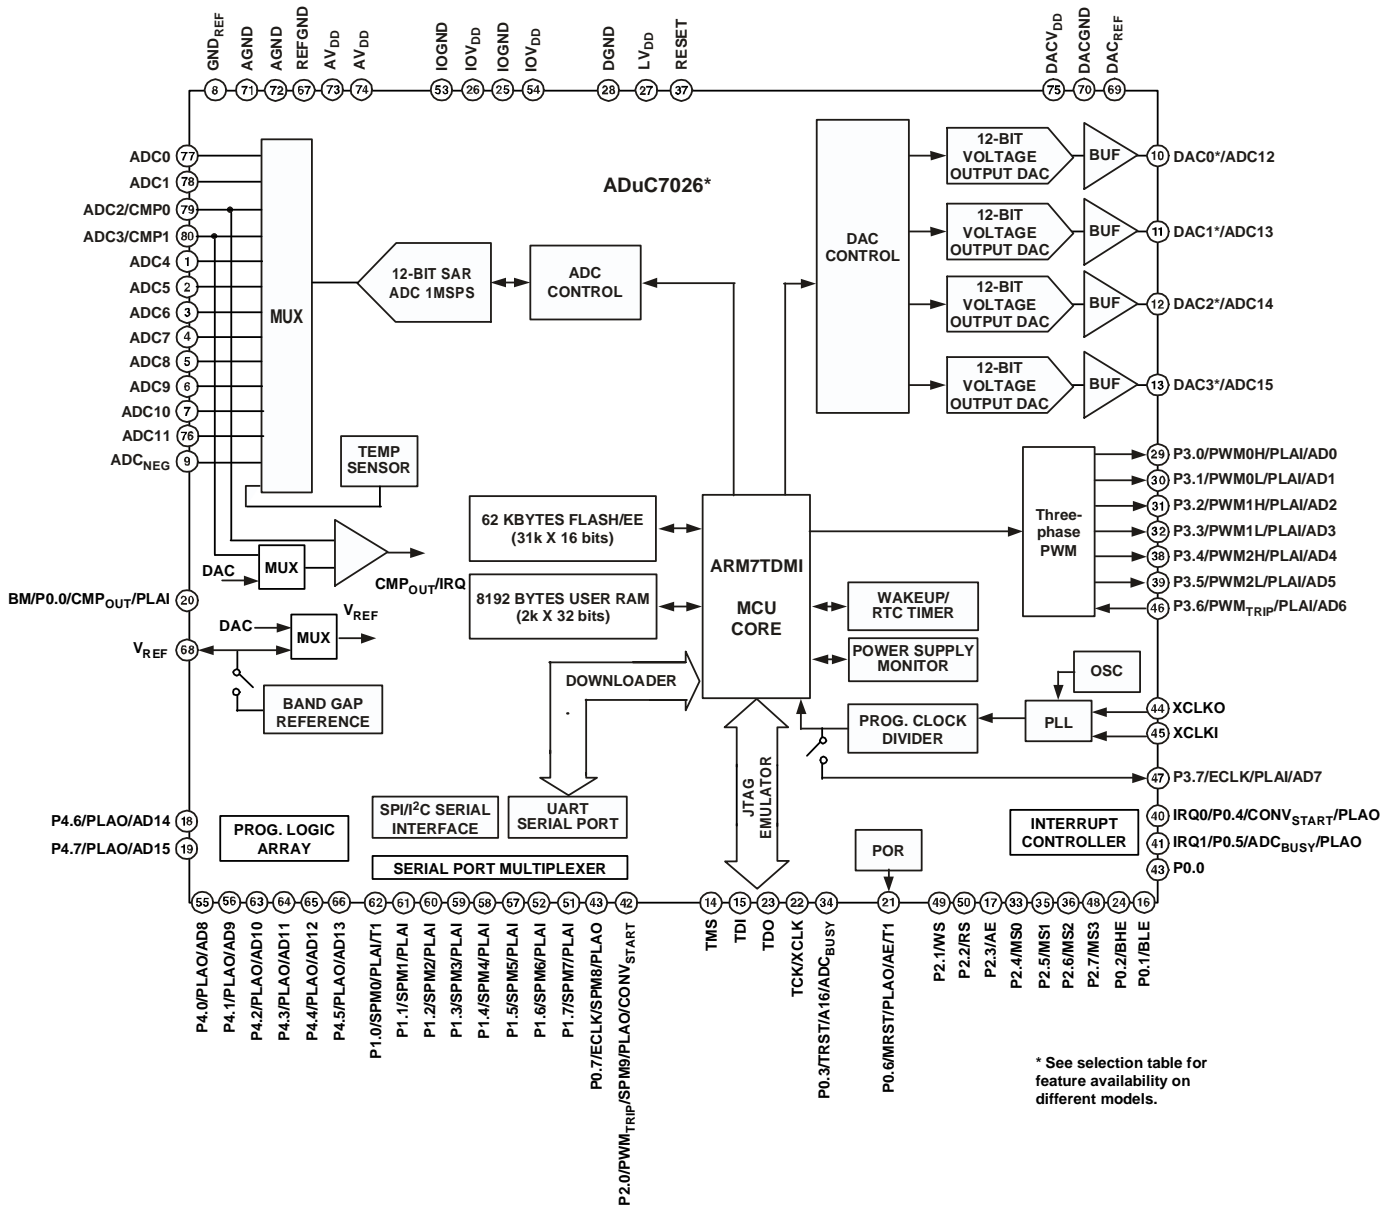 GNDREF
AGND
AGND
REFGND
AVDD
AVDD
IOGND
IOVDD
IOGND
IOVDD
DGND
LVDD
RESET
DACVDD
DACGND
DACREF
8
71
72
67
73
74
53
26
25
54
28
27
37
75
70
69
ADuC7026*
ADC0 77
ADC1 78
ADC2/CMP0 79
ADC3/CMP1 80
ADC4 1
ADC5 2
ADC6 3
ADC7 4
ADC8 5
ADC9 6
ADC10 7
ADC11 76
ADCNEG 9
MUX
12-BIT SAR
ADC 1MSPS
ADC
CONTROL
TEMP
SENSOR
DAC
CONTROL
12-BIT
VOLTAGE
OUTPUT DAC
BUF
10 DAC0*/ADC12
12-BIT
VOLTAGE
OUTPUT DAC
BUF
11 DAC1*/ADC13
12-BIT
VOLTAGE
OUTPUT DAC
BUF
12 DAC2*/ADC14
12-BIT
VOLTAGE
OUTPUT DAC
BUF
13 DAC3*/ADC15
MUX
DAC
CMPOUT/IRQ
BM/P0.0/CMPOUT/PLAI 20
DAC
MUX
VREF
VREF 68
BAND GAP
REFERENCE
62 KBYTES FLASH/EE
(31k X 16 bits)
8192 BYTES USER RAM
(2k X 32 bits)
DOWNLOADER
ARM7TDMI
MCU
CORE
WAKEUP/
RTC TIMER
POWER SUPPLY
MONITOR
PROG. CLOCK
DIVIDER
PLL
OSC
Three-
phase
PWM
29 P3.0/PWM0H/PLAI/AD0
30 P3.1/PWM0L/PLAI/AD1
31 P3.2/PWM1H/PLAI/AD2
32 P3.3/PWM1L/PLAI/AD3
38 P3.4/PWM2H/PLAI/AD4
39 P3.5/PWM2L/PLAI/AD5
46 P3.6/PWMTRIP/PLAI/AD6
44 XCLKO
45 XCLKI
47 P3.7/ECLK/PLAI/AD7
40 IRQ0/P0.4/CONVSTART/PLAO
41 IRQ1/P0.5/ADCBUSY/PLAO
43 P0.0
INTERRUPT
CONTROLLER
P4.6/PLAO/AD14 18
P4.7/PLAO/AD15 19
PROG. LOGIC
ARRAY
SPI/I2C SERIAL
INTERFACE
UART
SERIAL PORT
SERIAL PORT MULTIPLEXER
JTAG
EMULATOR
POR
55
56
63
64
65
66
62
61
60
59
58
57
52
51
43
42
14
15
23
22
34
21
49
50
17
33
35
36
48
24
16
P4.0/PLAO/AD8
P4.1/PLAO/AD9
P4.2/PLAO/AD10
P4.3/PLAO/AD11
P4.4/PLAO/AD12
P4.5/PLAO/AD13
P1.0/SPM0/PLAI/T1
P1.1/SPM1/PLAI
P1.2/SPM2/PLAI
P1.3/SPM3/PLAI
P1.4/SPM4/PLAI
P1.5/SPM5/PLAI
P1.6/SPM6/PLAI
P1.7/SPM7/PLAI
P0.7/ECLK/SPM8/PLAO
P2.0/PWMTRIP/SPM9/PLAO/CONVSTART
TMS
TDI
TDO
TCK/XCLK
P0.3/TRST/A16/ADCBUSY
P0.6/MRST/PLAO/AE/T1
P2.1/WS
P2.2/RS
P2.3/AE
P2.4/MS0
P2.5/MS1
P2.6/MS2
P2.7/MS3
P0.2/BHE
P0.1/BLE
* See selection table for
feature availability on
different models.